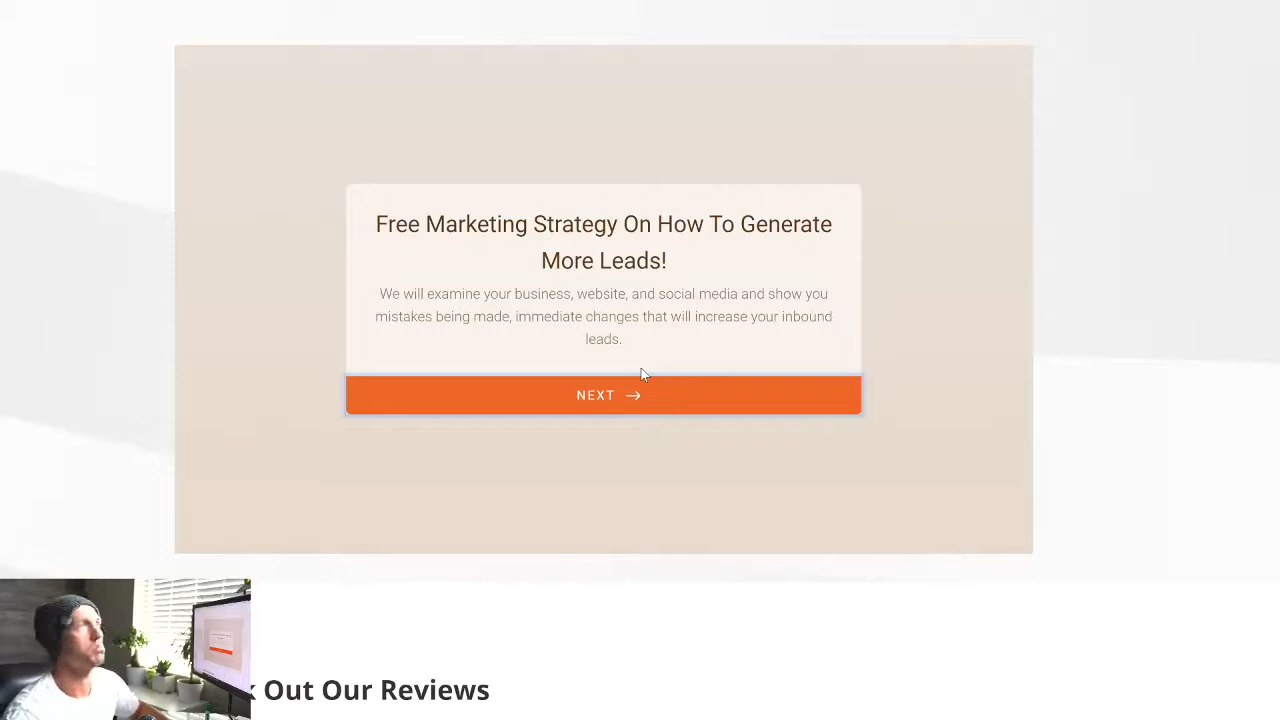 Free Marketing Strategy On How To Generate
More Leads!
We will examine your business, website, and social media and show you
mistakes being made, immediate changes that will increase your inbound
leads.
NEXT →
Out Our Reviews